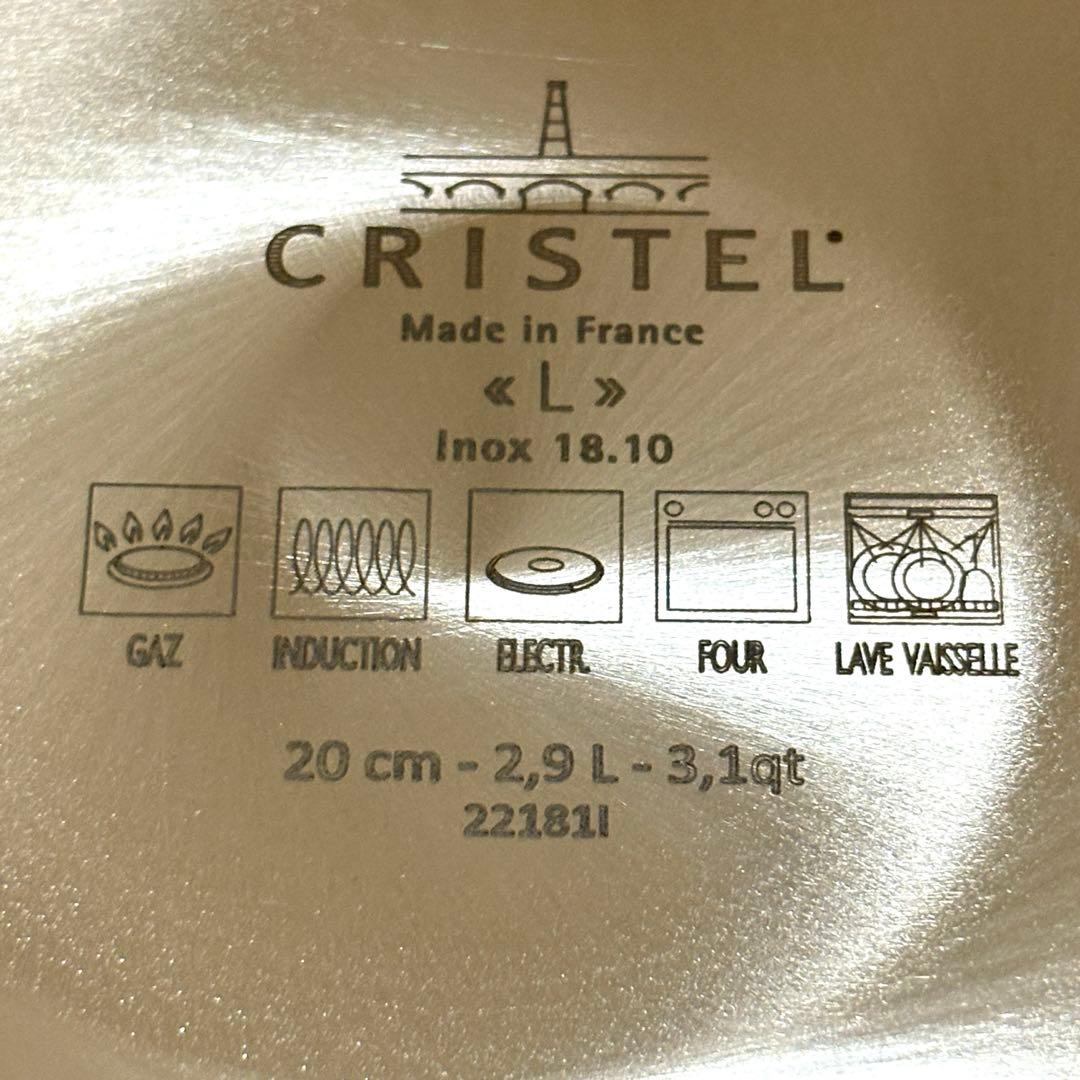 CRISTEL
Made in France
« L »
Inox 18.10
GAZ INDUCTION ELECTR. FOUR LAVE VAISSELLE
20 cm - 2,9 L - 3,1qt
22181I